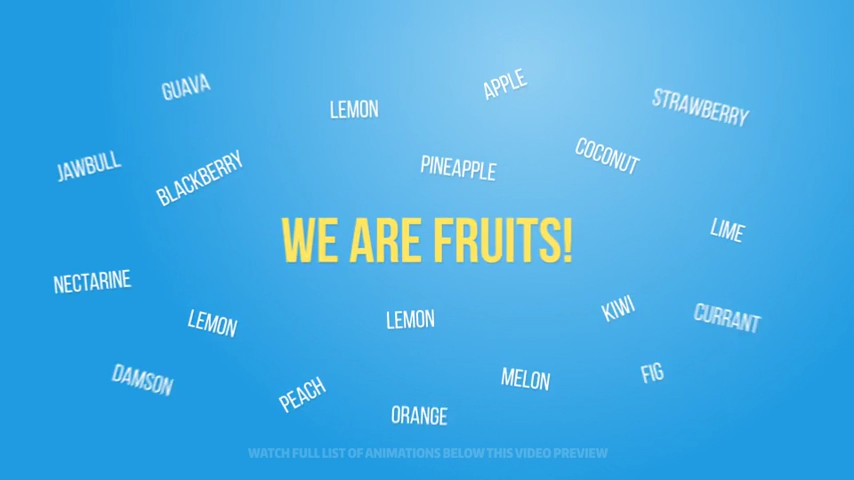 GUAVA
LEMON
APPLE
STRAWBERRY
JAWBULL
BLACKBERRY
PINEAPPLE
COCONUT
WE ARE FRUITS!
LIME
NECTARINE
LEMON
LEMON
KIWI
CURRANT
DAMSON
PEACH
ORANGE
MELON
FIG
WATCH FULL LIST OF ANIMATIONS BELOW THIS VIDEO PREVIEW